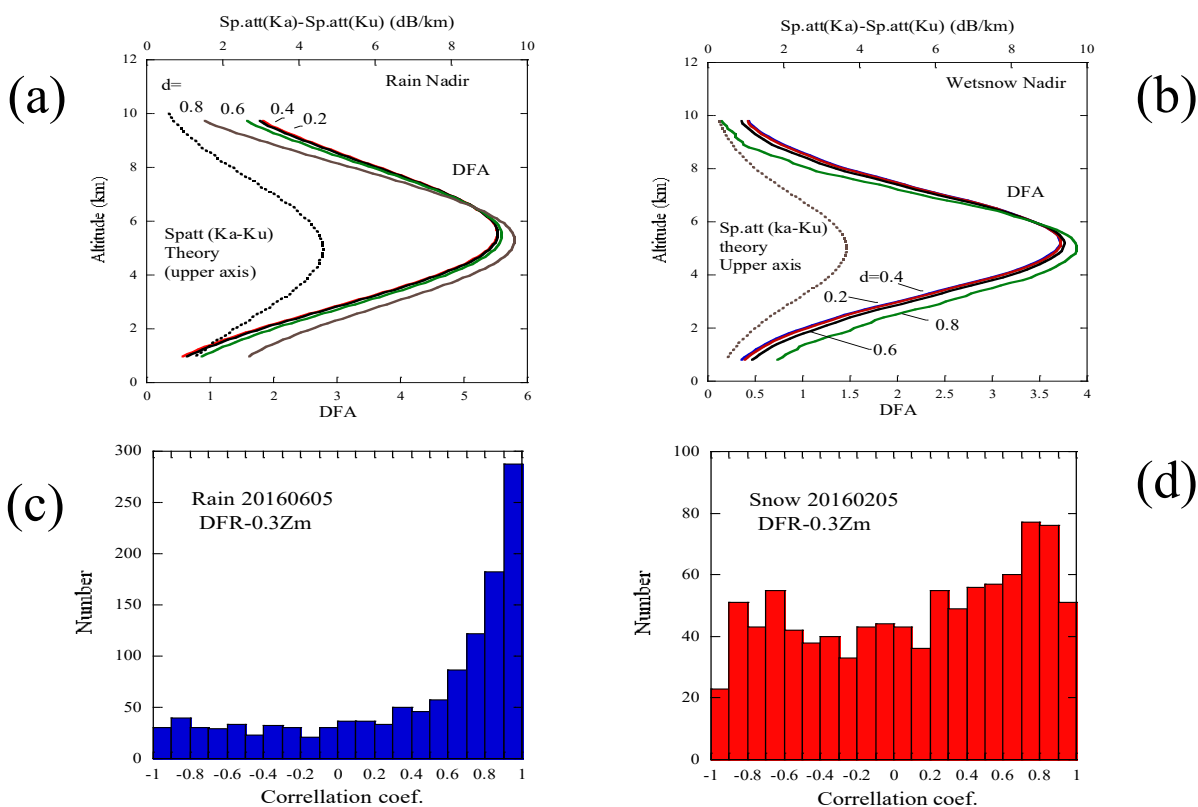 (a)
Sp.att(Ka)-Sp.att(Ku) (dB/km)
0 2 4 6 8 10
12
10
8
6
4
2
0
Altitude (km)
Rain Nadir
d=
0.8 0.6 0.4
0.2
DFA
Spatt (Ka-Ku)
Theory
(upper axis)
0 1 2 3 4 5 6
DFA
(b)
Sp.att(Ka)-Sp.att(Ku) (dB/km)
0 2 4 6 8 10
12
10
8
6
4
2
0
Altitude (km)
Wetsnow Nadir
DFA
Sp.att (ka-Ku)
theory
Upper axis
d=0.4
0.2
0.8
0.6
0 0.5 1 1.5 2 2.5 3 3.5 4
DFA
(c)
300
250
200
150
100
50
0
Number
Rain 20160605
DFR-0.3Zm
-1 -0.8 -0.6 -0.4 -0.2 0 0.2 0.4 0.6 0.8 1
Correllation coef.
(d)
100
80
60
40
20
0
Number
Snow 20160205
DFR-0.3Zm
-1 -0.8 -0.6 -0.4 -0.2 0 0.2 0.4 0.6 0.8 1
Correllation coef.